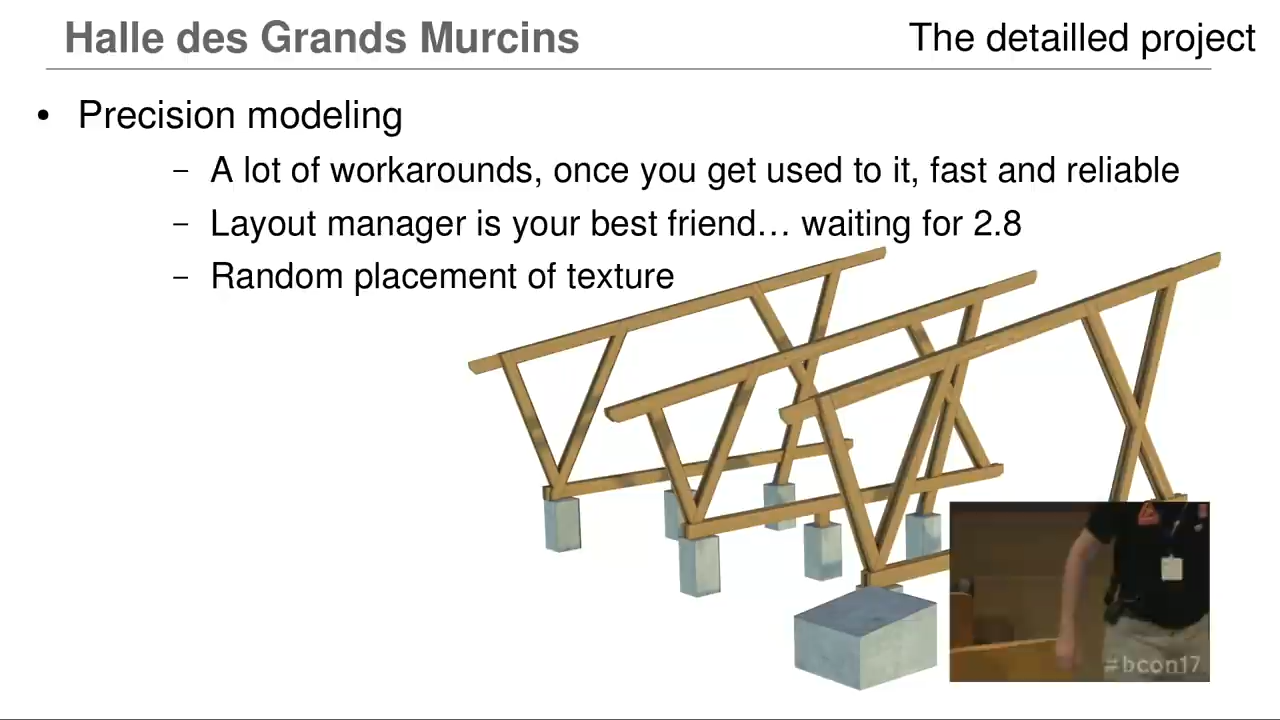 Halle des Grands Murcins
The detailled project
• Precision modeling
– A lot of workarounds, once you get used to it, fast and reliable
– Layout manager is your best friend… waiting for 2.8
– Random placement of texture
#bcon17